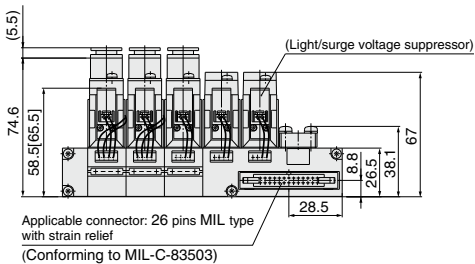 (5.5)
(Light/surge voltage suppressor)
74.6
58.5[65.5]
67
38.1
26.5
8.8
28.5
Applicable connector: 26 pins MIL type
with strain relief
(Conforming to MIL-C-83503)